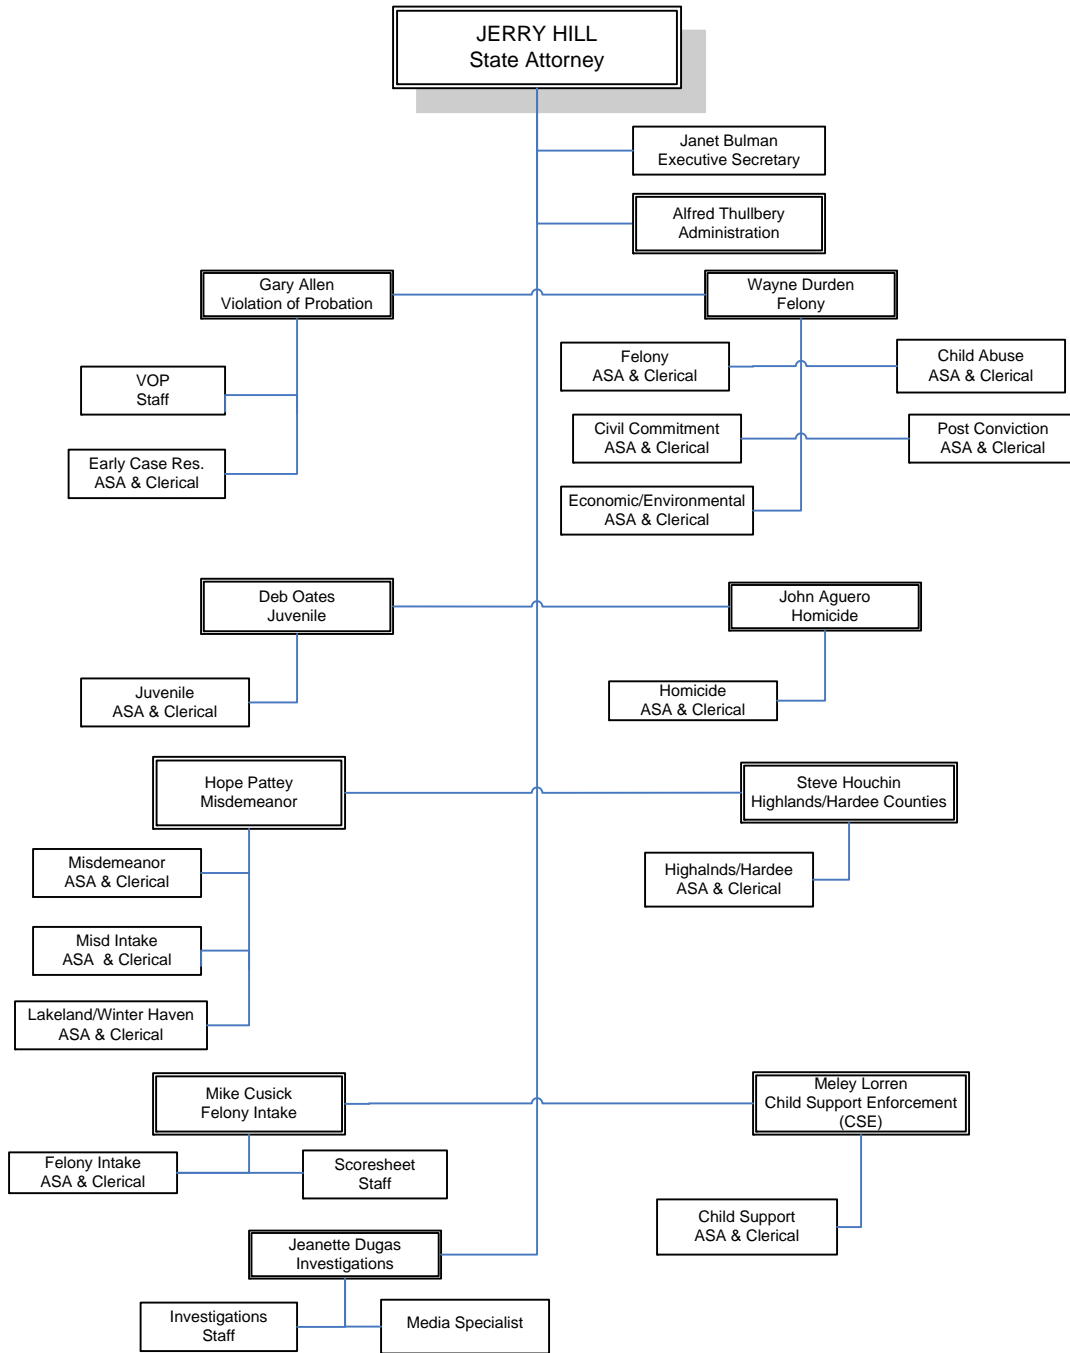 JERRY HILL
State Attorney
Janet Bulman
Executive Secretary
Alfred Thullbery
Administration
Gary Allen
Violation of Probation
Wayne Durden
Felony
VOP
Staff
Early Case Res.
ASA & Clerical
Felony
ASA & Clerical
Child Abuse
ASA & Clerical
Civil Commitment
ASA & Clerical
Post Conviction
ASA & Clerical
Economic/Environmental
ASA & Clerical
Deb Oates
Juvenile
John Aguero
Homicide
Juvenile
ASA & Clerical
Homicide
ASA & Clerical
Hope Pattey
Misdemeanor
Steve Houchin
Highlands/Hardee Counties
Misdemeanor
ASA & Clerical
Misd Intake
ASA & Clerical
Lakeland/Winter Haven
ASA & Clerical
Highalnds/Hardee
ASA & Clerical
Mike Cusick
Felony Intake
Meley Lorren
Child Support Enforcement
(CSE)
Felony Intake
ASA & Clerical
Scoresheet
Staff
Child Support
ASA & Clerical
Jeanette Dugas
Investigations
Investigations
Staff
Media Specialist